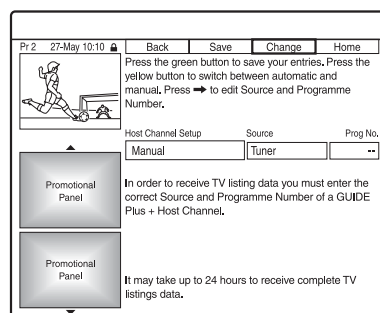 Pr 2 27-May 10:10 Back Save Change Home
Press the green button to save your entries. Press the
yellow button to switch between automatic and
manual. Press ➡ to edit Source and Programme
Number.
Host Channel Setup Source Prog No.
Manual Tuner --
Promotional
Panel
In order to receive TV listing data you must enter the
correct Source and Programme Number of a GUIDE
Plus + Host Channel.
Promotional
Panel
It may take up to 24 hours to receive complete TV
listings data.